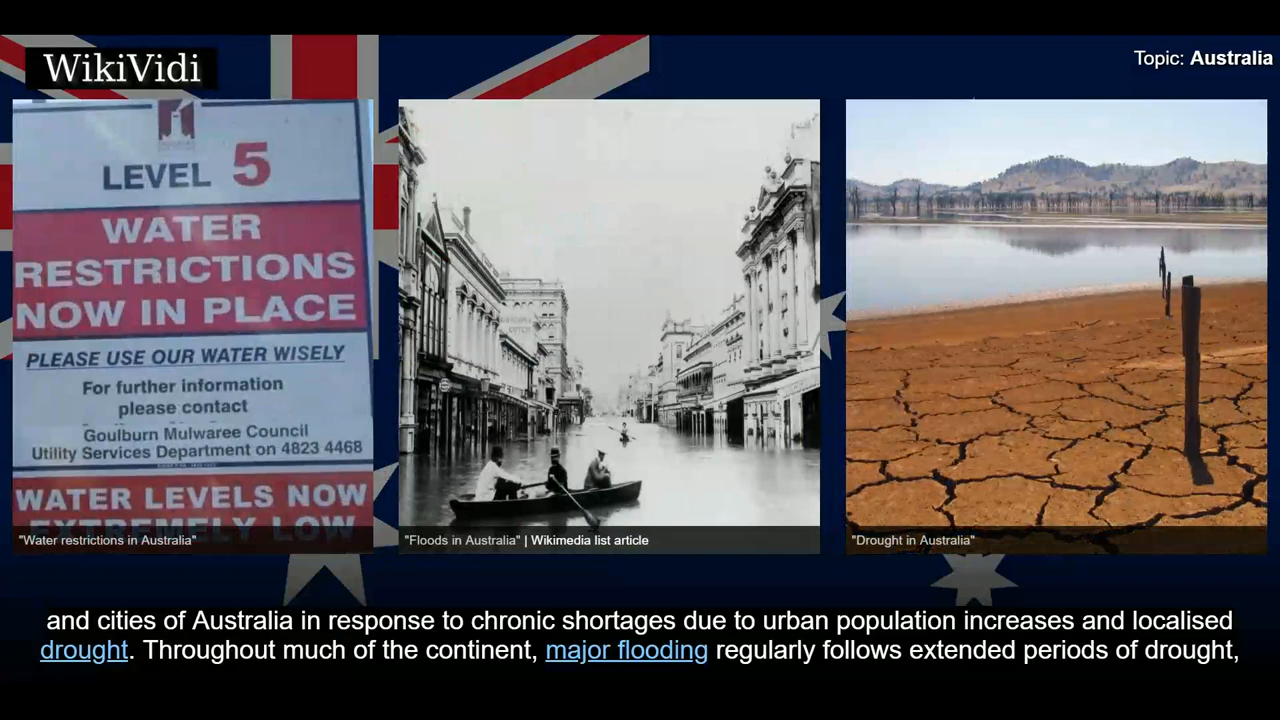 WikiVidi
Topic: Australia
LEVEL 5
WATER
RESTRICTIONS
NOW IN PLACE
PLEASE USE OUR WATER WISELY
For further information
please contact
Goulburn Mulwaree Council
Utility Services Department on 4823 4468
WATER LEVELS NOW
EXTREMELY LOW
"Water restrictions in Australia"
"Floods in Australia" | Wikimedia list article
"Drought in Australia"
and cities of Australia in response to chronic shortages due to urban population increases and localised
drought. Throughout much of the continent, major flooding regularly follows extended periods of drought,